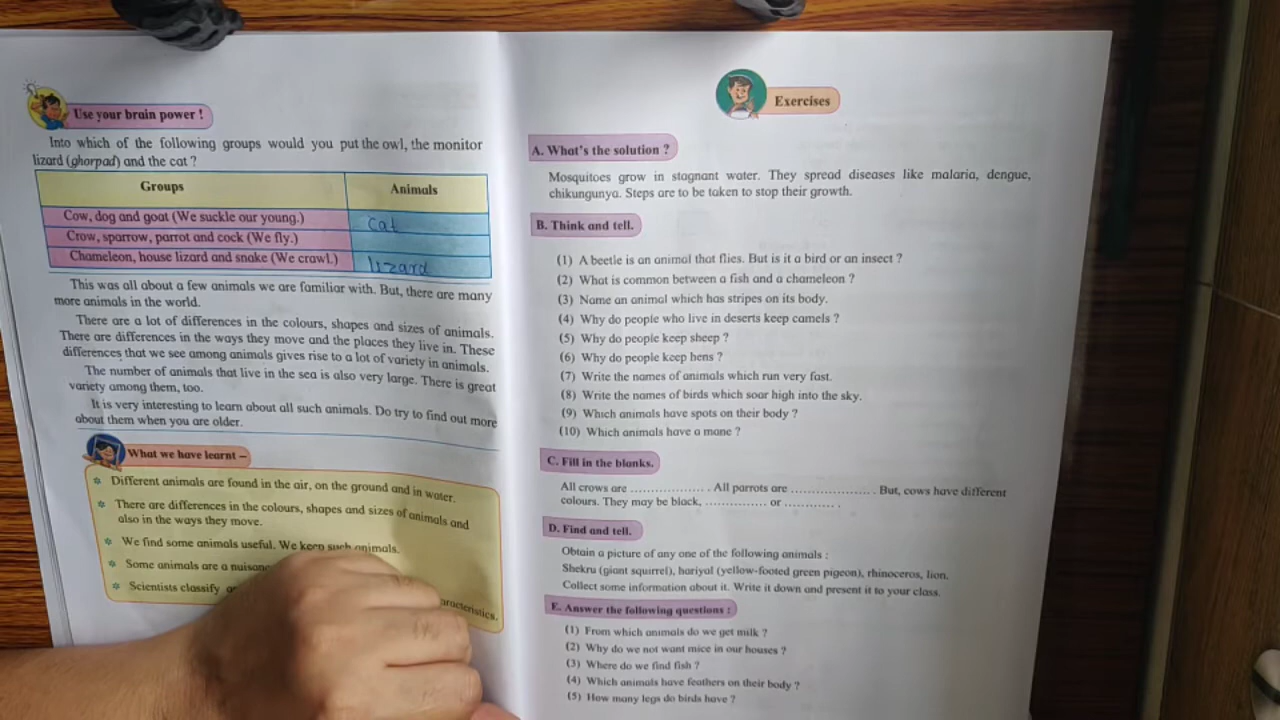 Use your brain power !
Into which of the following groups would you put the owl, the monitor
lizard (ghorpad) and the cat ?
Groups Animals
Cow, dog and goat (We suckle our young.) cat
Crow, sparrow, parrot and cock (We fly.)
Chameleon, house lizard and snake (We crawl.) lizard
This was all about a few animals we are familiar with. But, there are many
more animals in the world.
There are a lot of differences in the colours, shapes and sizes of animals.
There are differences in the ways they move and the places they live in. These
differences that we see among animals gives rise to a lot of variety in animals.
The number of animals that live in the sea is also very large. There is great
variety among them, too.
It is very interesting to learn about all such animals. Do try to find out more
about them when you are older.
What we have learnt –
Different animals are found in the air, on the ground and in water.
There are differences in the colours, shapes and sizes of animals and
also in the ways they move.
We find some animals useful. We keep such animals.
Some animals are a
Scientists classify
Exercises
A. What's the solution ?
Mosquitoes grow in stagnant water. They spread diseases like malaria, dengue,
chikungunya. Steps are to be taken to stop their growth.
B. Think and tell.
(1) A beetle is an animal that flies. But is it a bird or an insect ?
(2) What is common between a fish and a chameleon ?
(3) Name an animal which has stripes on its body.
(4) Why do people who live in deserts keep camels ?
(5) Why do people keep sheep ?
(6) Why do people keep hens ?
(7) Write the names of animals which run very fast.
(8) Write the names of birds which soar high into the sky.
(9) Which animals have spots on their body ?
(10) Which animals have a mane ?
C. Fill in the blanks.
All crows are .................. . All parrots are .................... . But, cows have different
colours. They may be black, ............... or ............ .
D. Find and tell.
Obtain a picture of any one of the following animals :
Shekru (giant squirrel), hariyal (yellow-footed green pigeon), rhinoceros, lion.
Collect some information about it. Write it down and present it to your class.
E. Answer the following questions :
(1) From which animals do we get milk ?
(2) Why do we not want mice in our houses ?
(3) Where do we find fish ?
(4) Which animals have feathers on their body ?
(5) How many legs do birds have ?